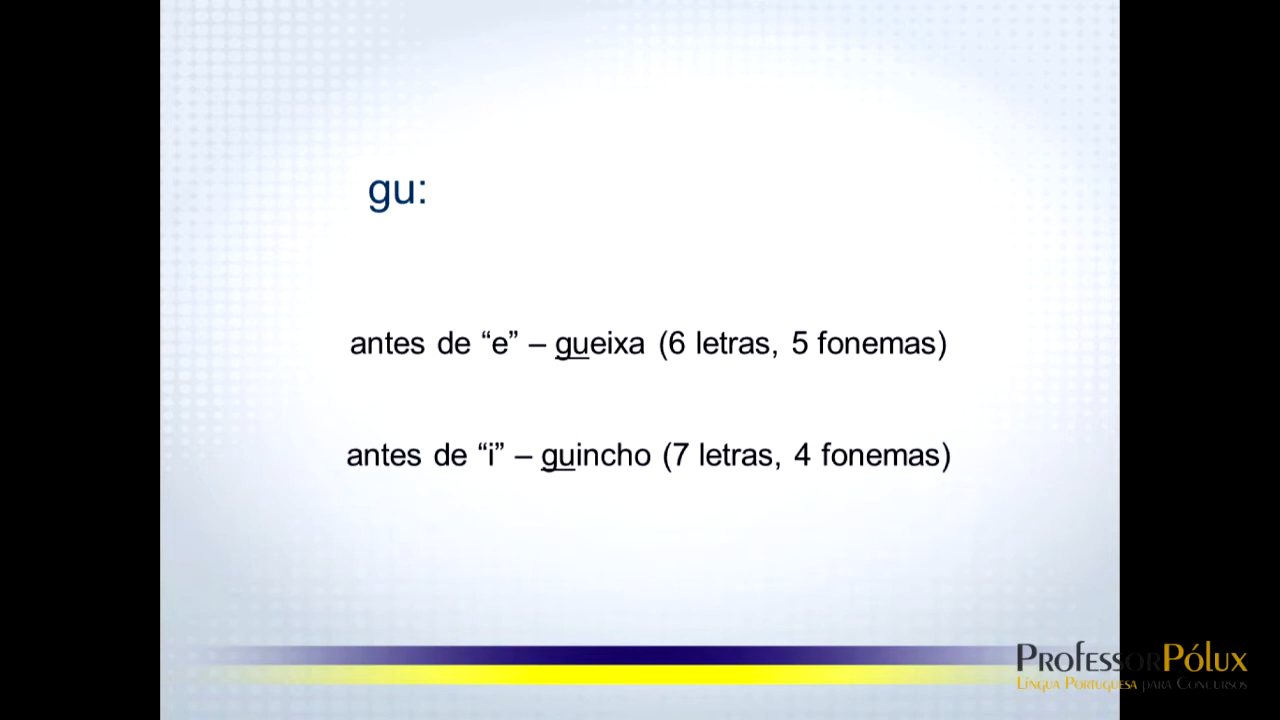 gu:
antes de “e” – gueixa (6 letras, 5 fonemas)
antes de “i” – guincho (7 letras, 4 fonemas)
PROFESSORPÓLUX
LÍNGUA PORTUGUESA PARA CONCURSOS